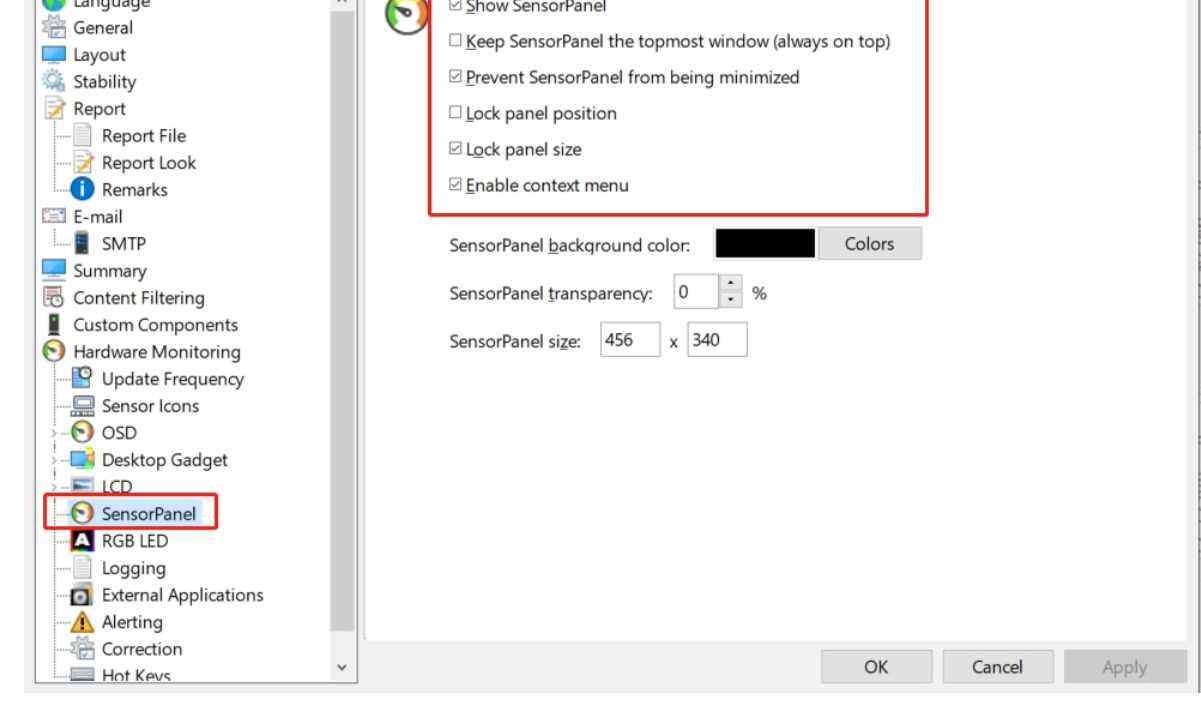 Language
General
Layout
Stability
Report
Report File
Report Look
Remarks
E-mail
SMTP
Summary
Content Filtering
Custom Components
Hardware Monitoring
Update Frequency
Sensor Icons
OSD
Desktop Gadget
LCD
SensorPanel
RGB LED
Logging
External Applications
Alerting
Correction
Hot Keys
Show SensorPanel
Keep SensorPanel the topmost window (always on top)
Prevent SensorPanel from being minimized
Lock panel position
Lock panel size
Enable context menu
SensorPanel background color: Colors
SensorPanel transparency: 0 %
SensorPanel size: 456 x 340
OK Cancel Apply